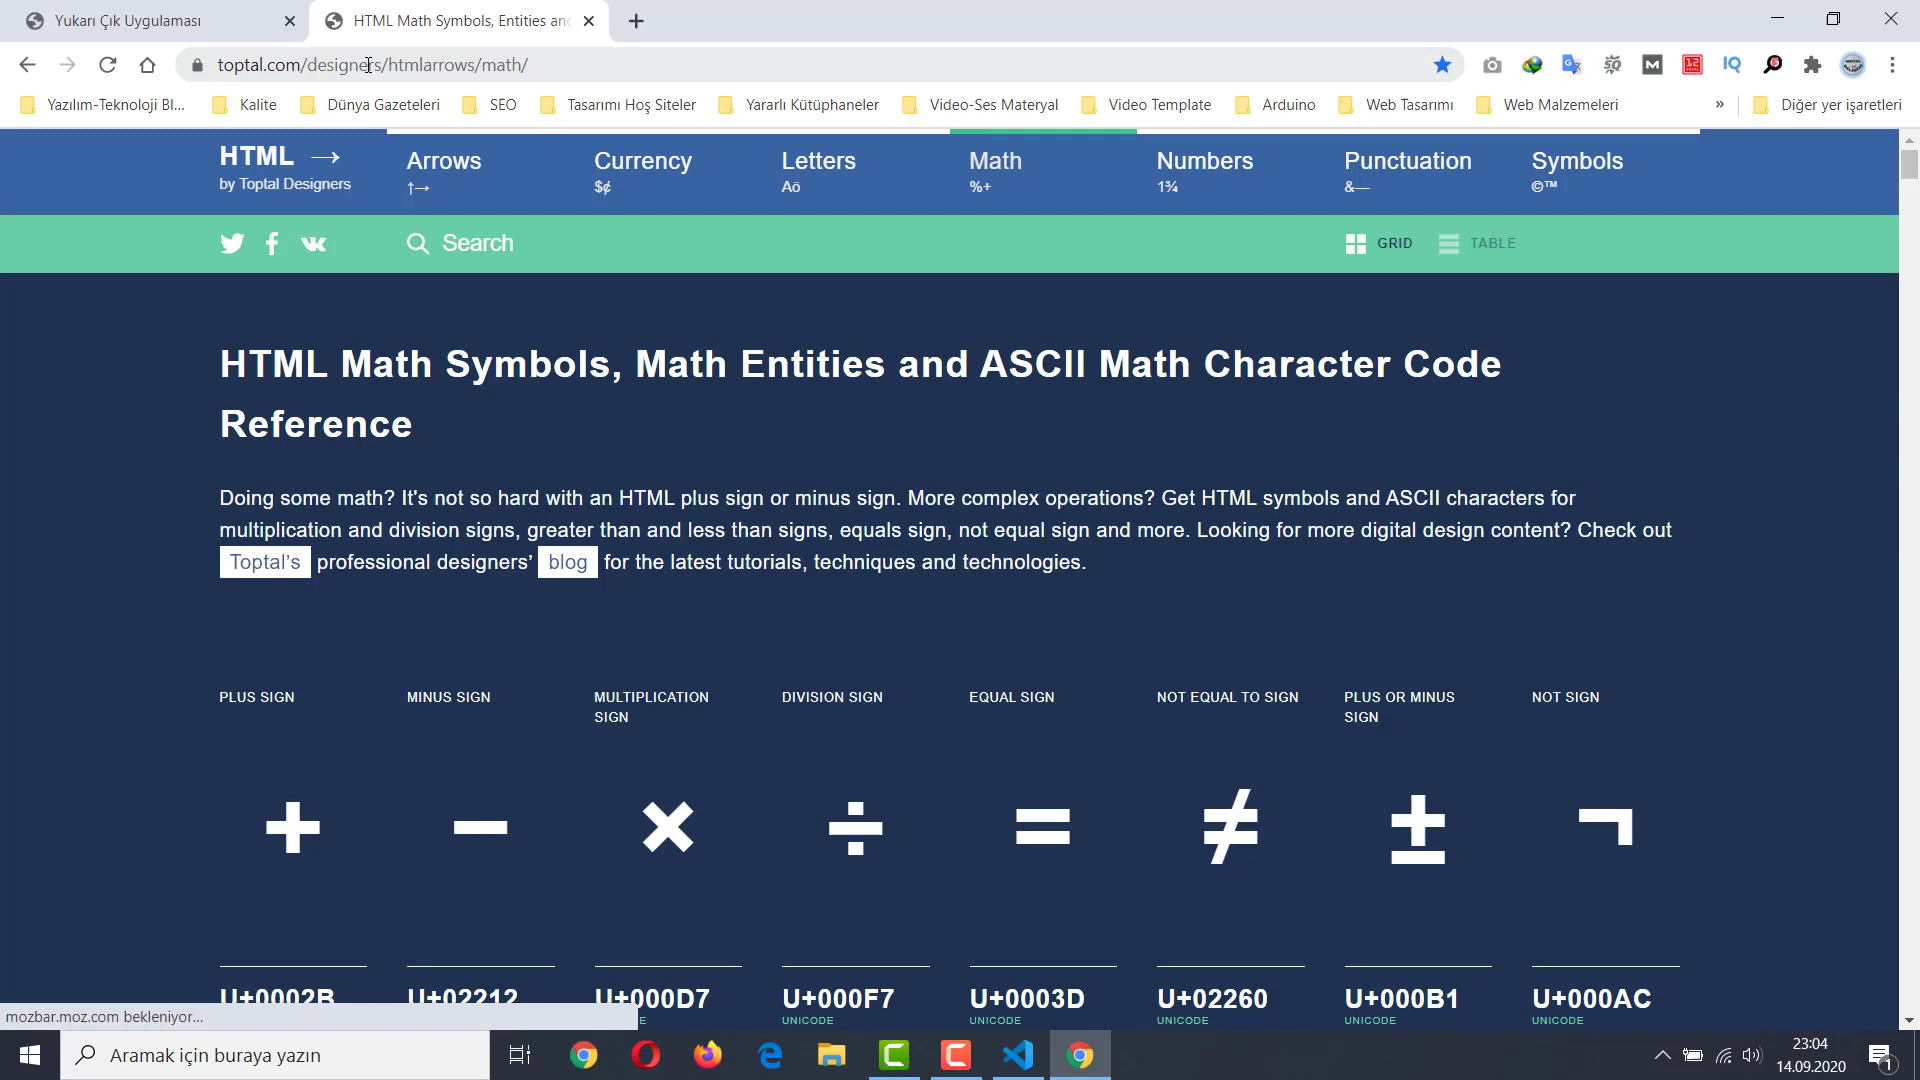 Yukarı Çık Uygulaması
HTML Math Symbols, Entities an
toptal.com/designers/htmlarrows/math/
Yazılım-Teknoloji Bl...
Kalite
Dünya Gazeteleri
SEO
Tasarımı Hoş Siteler
Yararlı Kütüphaneler
Video-Ses Materyal
Video Template
Arduino
Web Tasarımı
Web Malzemeleri
»
Diğer yer işaretleri
HTML →
by Toptal Designers
Arrows
↑→
Currency
$¢
Letters
Aö
Math
%+
Numbers
1¾
Punctuation
&—
Symbols
©™
Search
GRID
TABLE
HTML Math Symbols, Math Entities and ASCII Math Character Code
Reference
Doing some math? It's not so hard with an HTML plus sign or minus sign. More complex operations? Get HTML symbols and ASCII characters for
multiplication and division signs, greater than and less than signs, equals sign, not equal sign and more. Looking for more digital design content? Check out
Toptal’s professional designers’ blog for the latest tutorials, techniques and technologies.
PLUS SIGN
MINUS SIGN
MULTIPLICATION
SIGN
DIVISION SIGN
EQUAL SIGN
NOT EQUAL TO SIGN
PLUS OR MINUS
SIGN
NOT SIGN
+ − × ÷ = ≠ ± ¬
U+0002B
U+02212
U+000D7
U+000F7
U+0003D
U+02260
U+000B1
U+000AC
UNICODE
UNICODE
UNICODE
UNICODE
UNICODE
mozbar.moz.com bekleniyor...
Aramak için buraya yazın
23:04
14.09.2020
1